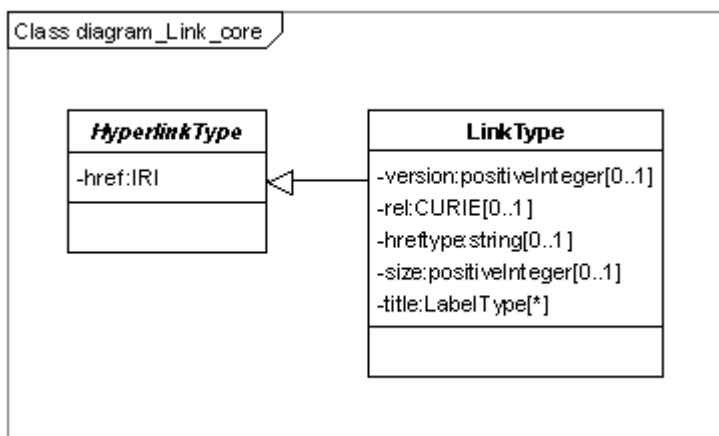 Class diagram_Link_core
HyperlinkType
-href:IRI
LinkType
-version:positiveInteger[0..1]
-rel:CURIE[0..1]
-hreftype:string[0..1]
-size:positiveInteger[0..1]
-title:LabelType[*]